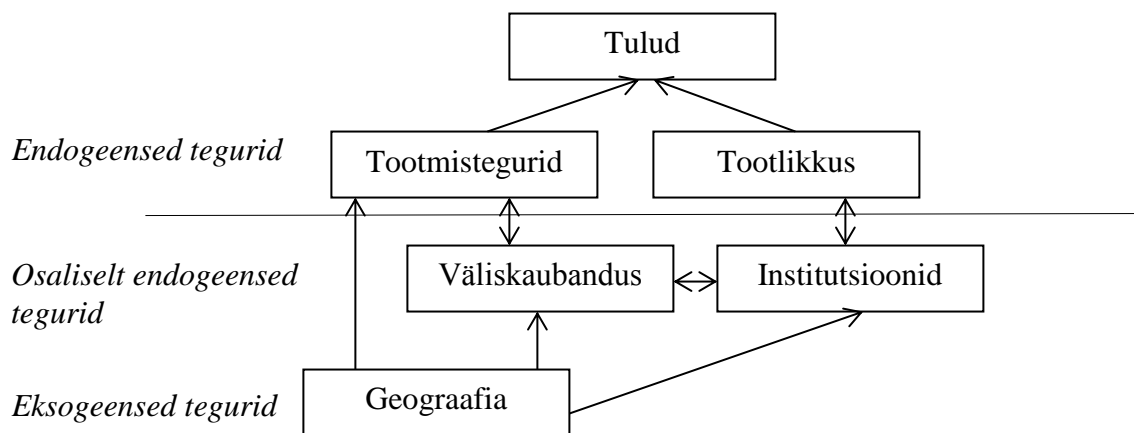 Tulud
Endogeensed tegurid
Tootmistegurid
Tootlikkus
Osaliselt endogeensed
tegurid
Väliskaubandus
Institutsioonid
Eksogeensed tegurid
Geograafia